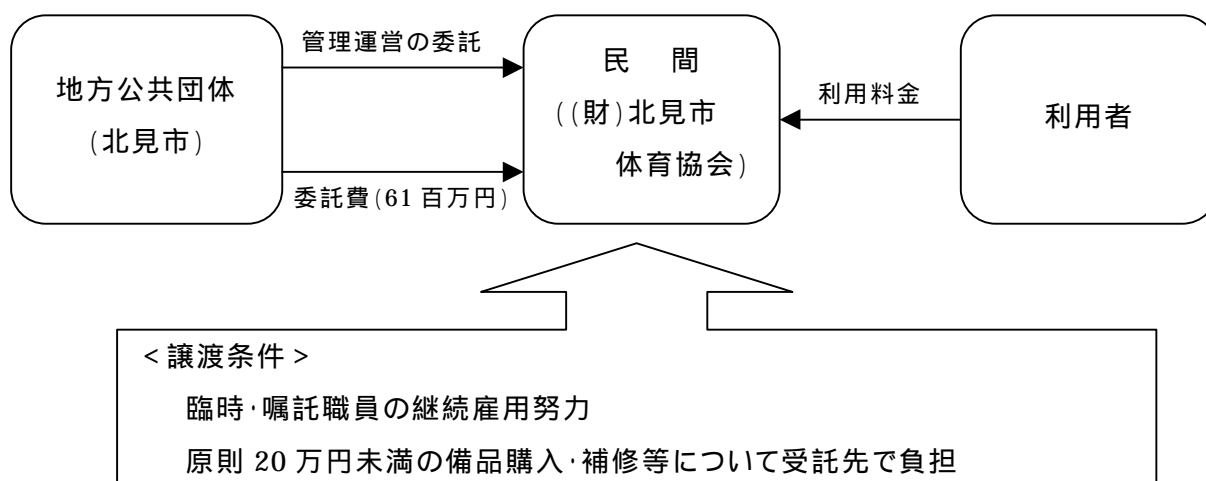 管理運営の委託
地方公共団体
(北見市)
委託費(61百万円)
民　間
((財)北見市
体育協会)
利用料金
利用者
<譲渡条件>
臨時・嘱託職員の継続雇用努力
原則 20 万円未満の備品購入・補修等について受託先で負担